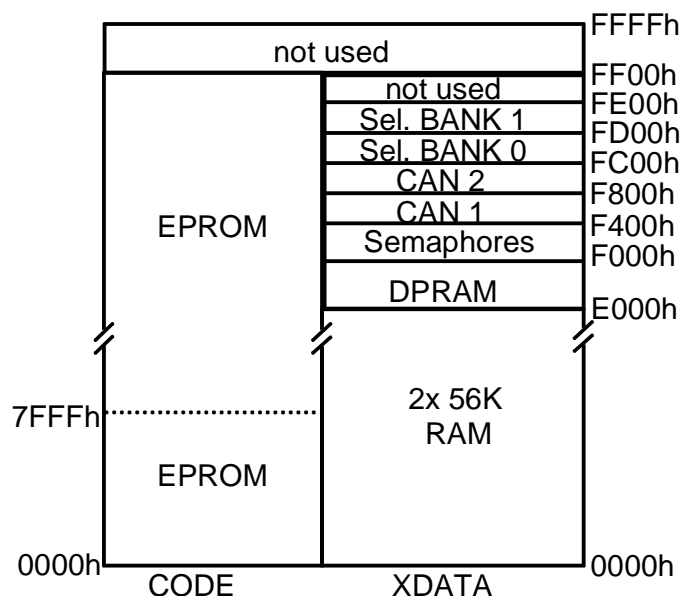 FFFFh
not used
FF00h
not used
FE00h
Sel. BANK 1
FD00h
Sel. BANK 0
FC00h
CAN 2
F800h
CAN 1
F400h
EPROM
Semaphores
F000h
DPRAM
E000h
7FFFh
2x 56K
RAM
EPROM
0000h
0000h
CODE
XDATA